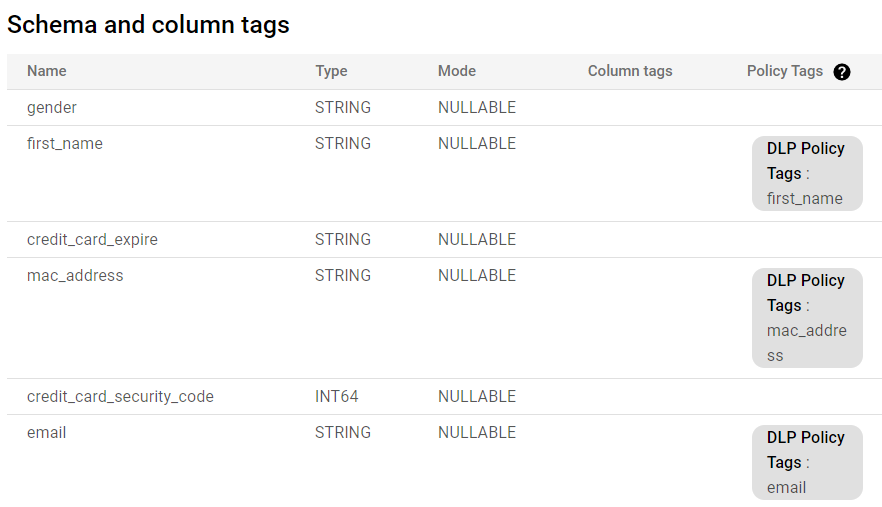 Schema and column tags
Name Type Mode Column tags Policy Tags ?
gender STRING NULLABLE
first_name STRING NULLABLE DLP Policy
Tags :
first_name
credit_card_expire STRING NULLABLE
mac_address STRING NULLABLE DLP Policy
Tags :
mac_addre
ss
credit_card_security_code INT64 NULLABLE
email STRING NULLABLE DLP Policy
Tags :
email